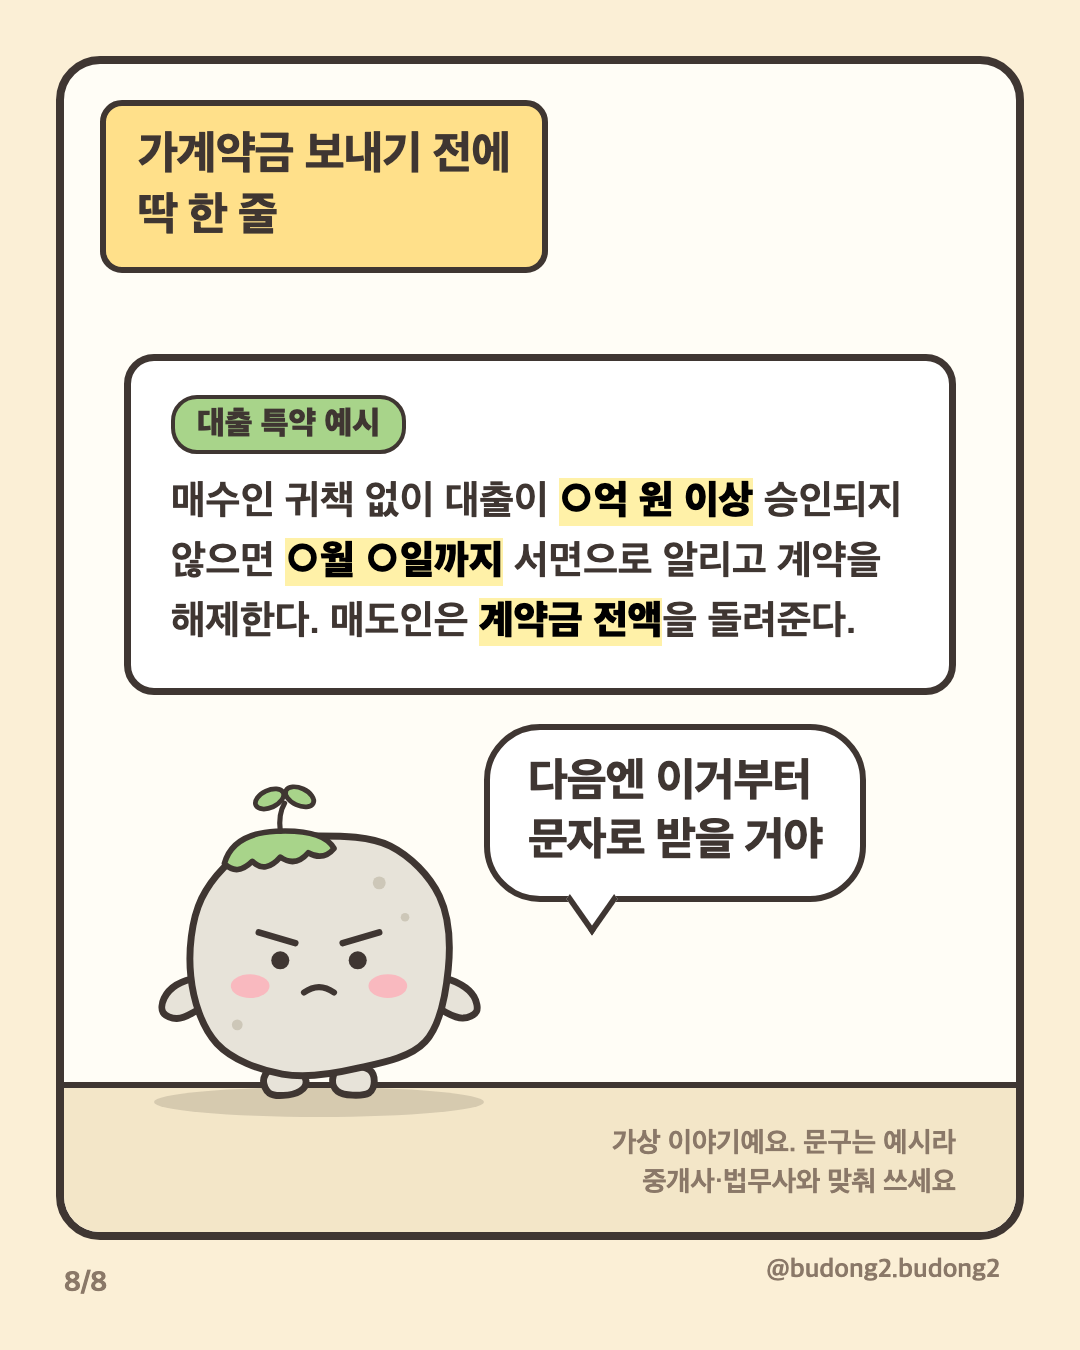 가계약금 보내기 전에
딱 한 줄
대출 특약 예시
매수인 귀책 없이 대출이 ○억 원 이상 승인되지
않으면 ○월 ○일까지 서면으로 알리고 계약을
해제한다. 매도인은 계약금 전액을 돌려준다.
다음엔 이거부터
문자로 받을 거야
가상 이야기예요. 문구는 예시라
중개사·법무사와 맞춰 쓰세요
8/8
@budong2.budong2